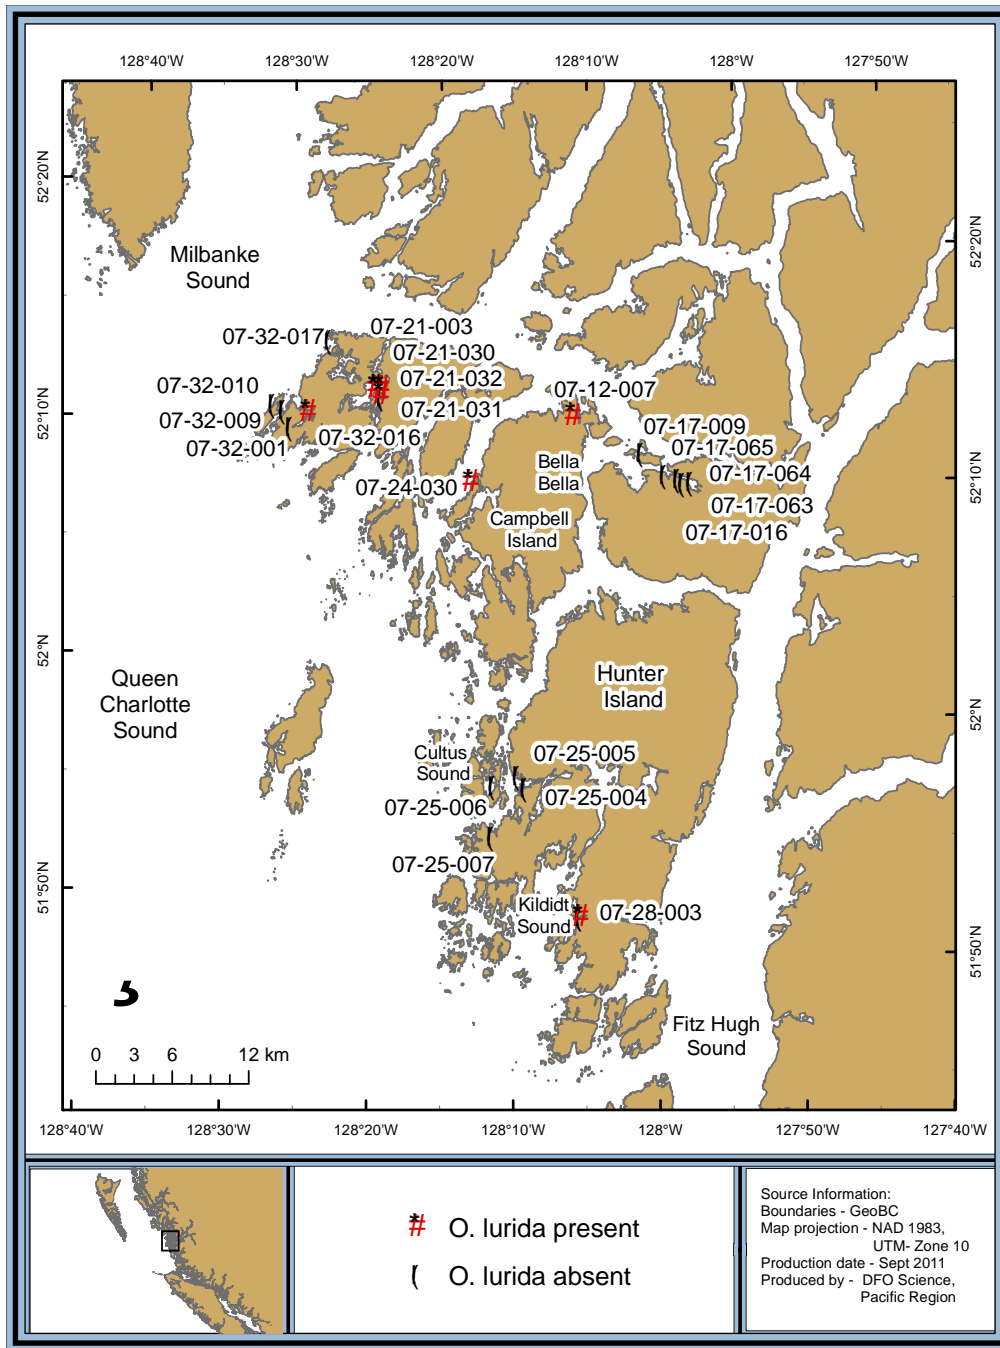 128°40'W 128°30'W 128°20'W 128°10'W 128°W 127°50'W
52°20'N
52°20'N
Milbanke
Sound
07-32-017
07-21-003
07-21-030
07-21-032
07-21-031
07-32-010
07-32-009
07-32-001
07-32-016
07-24-030
07-12-007
07-17-009
07-17-065
07-17-064
07-17-063
07-17-016
52°10'N
52°10'N
Bella
Bella
Campbell
Island
52°N
52°N
Queen
Charlotte
Sound
Hunter
Island
Cultus
Sound
07-25-005
07-25-004
07-25-006
07-25-007
51°50'N
51°50'N
Kildidt
Sound
07-28-003
Fitz Hugh
Sound
0 3 6 12 km
128°40'W 128°30'W 128°20'W 128°10'W 128°W 127°50'W 127°40'W
O. lurida present
O. lurida absent
Source Information:
Boundaries - GeoBC
Map projection - NAD 1983,
UTM- Zone 10
Production date - Sept 2011
Produced by - DFO Science,
Pacific Region